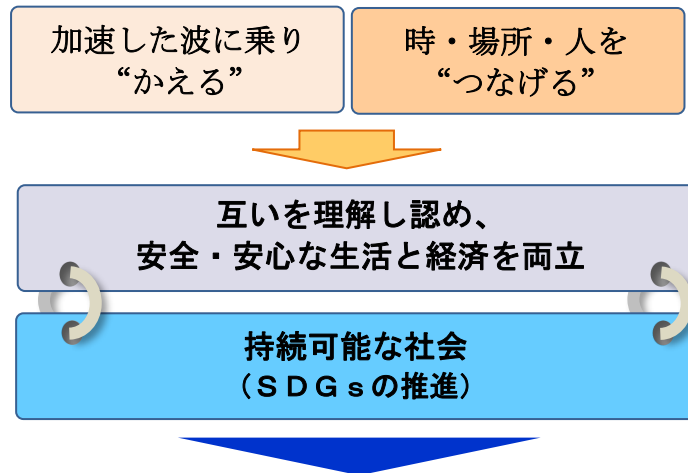 加速した波に乗り
“かえる”
時・場所・人を
“つなげる”
互いを理解し認め、
安全・安心な生活と経済を両立
持続可能な社会
（ＳＤＧｓの推進）